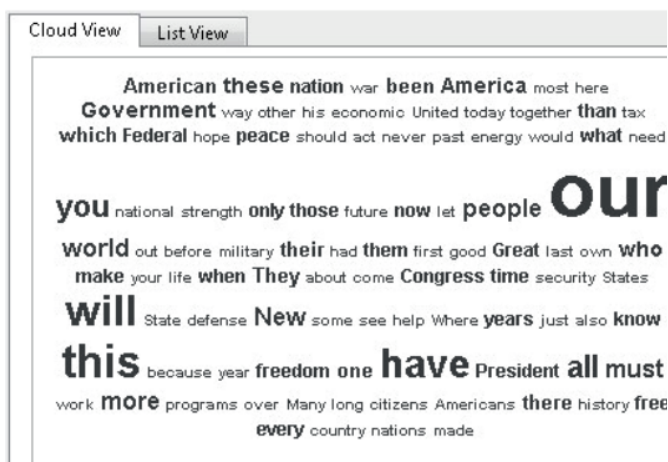 Cloud View List View
American these nation war been America most here
Government way other his economic United today together than tax
which Federal hope peace should act never past energy would what need
you national strength only those future now let people our
world out before military their had them first good Great last own who
make your life when They about come Congress time security States
will State defense New some see help Where years just also know
this because year freedom one have President all must
work more programs over Many long citizens Americans there history free
every country nations made